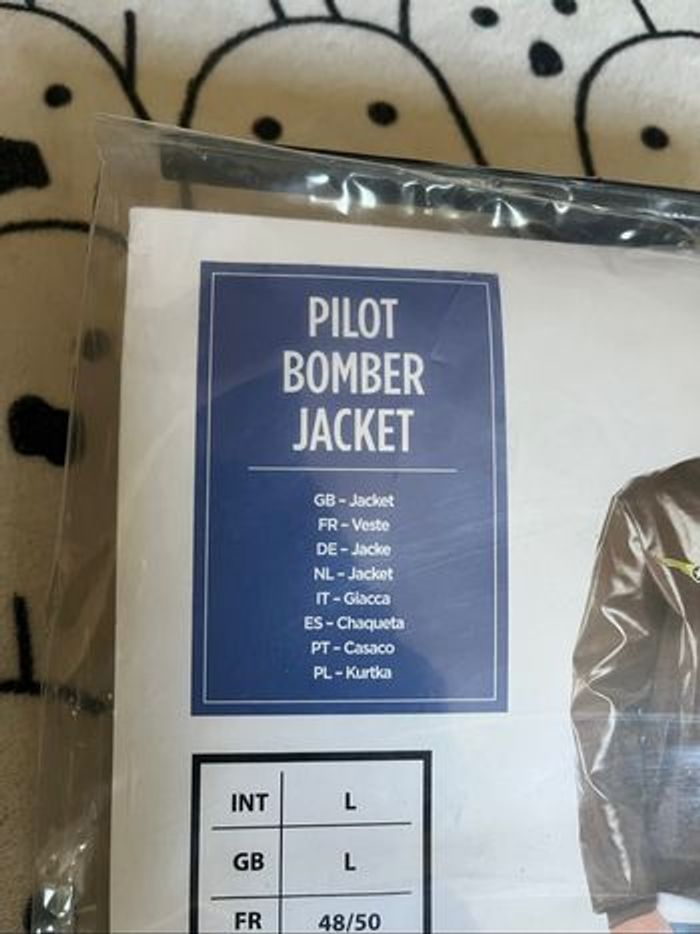 PILOT
BOMBER
JACKET
GB – Jacket
FR – Veste
DE – Jacke
NL – Jacket
IT – Giacca
ES – Chaqueta
PT – Casaco
PL – Kurtka
INT L
GB L
FR 48/50